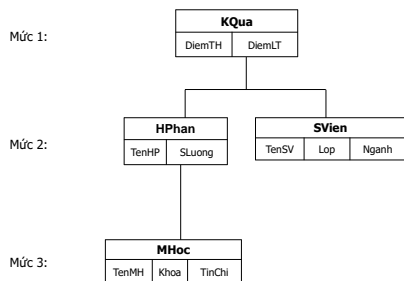 Mức 1:
KQua
DiemTH DiemLT
Mức 2:
HPhan
TenHP SLuong
SVien
TenSV Lop Nganh
Mức 3:
MHoc
TenMH Khoa TinChi